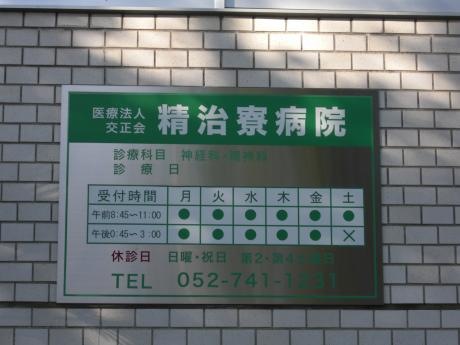 医療法人
交正会 精治寮病院
診療科目 神経科・精神科
診療日
受付時間 月 火 水 木 金 土
午前8:45~11:00 ● ● ● ● ● ●
午後0:45~3:00 ● ● ● ● ● ×
休診日 日曜・祝日 第2・第4土曜日
TEL 052-741-1231